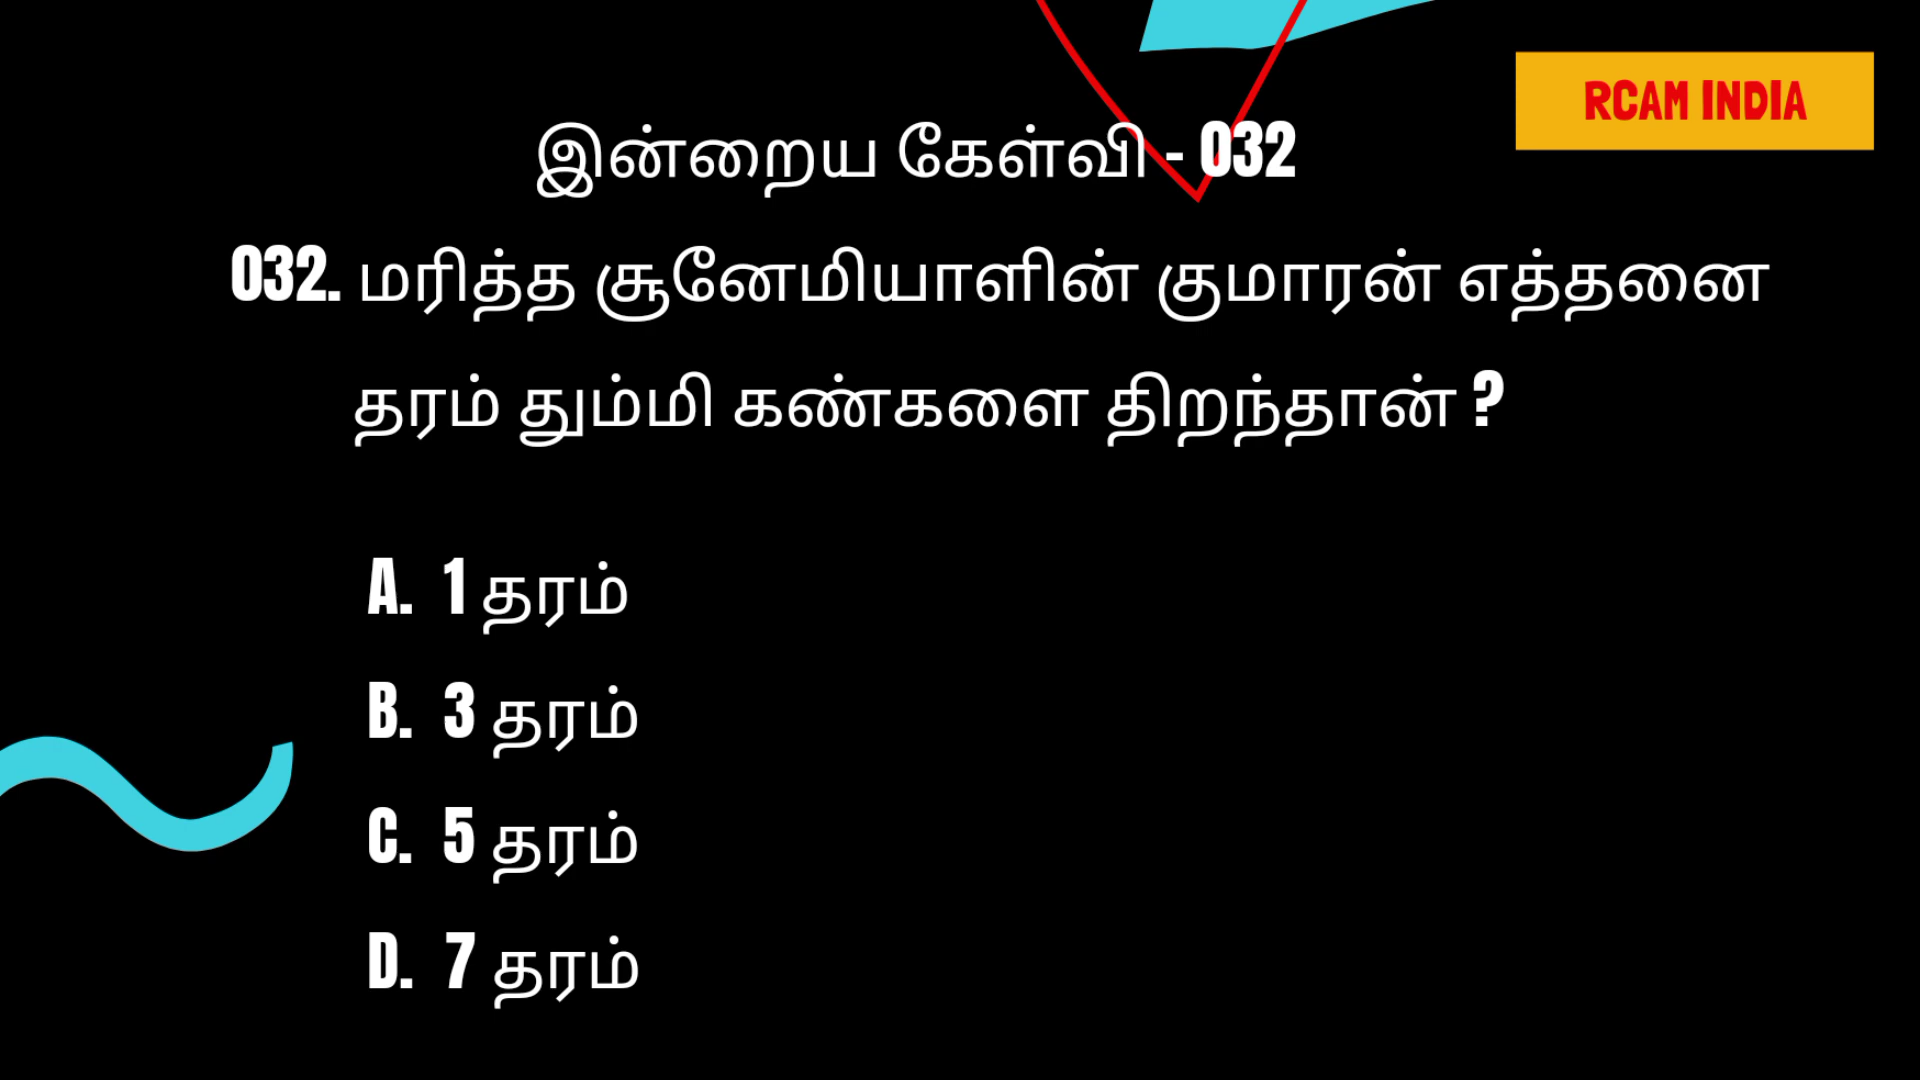 RCAM INDIA
இன்றைய கேள்வி - 032
032. மரித்த சூனேமியாளின் குமாரன் எத்தனை
தரம் தும்மி கண்களை திறந்தான் ?
A. 1 தரம்
B. 3 தரம்
C. 5 தரம்
D. 7 தரம்